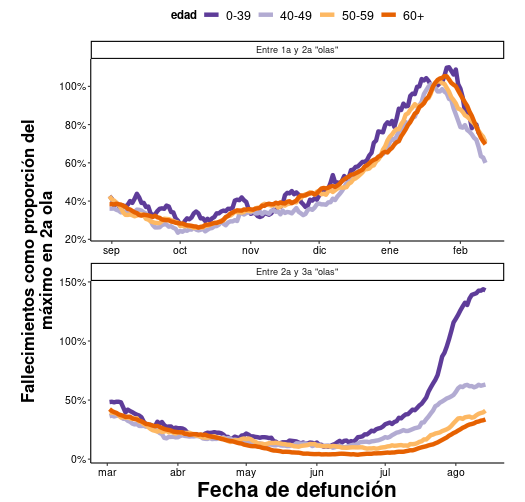 edad 0-39 40-49 50-59 60+
Entre 1a y 2a "olas"
100%
80%
60%
40%
20%
sep oct nov dic ene feb
Entre 2a y 3a "olas"
150%
100%
50%
0%
mar abr may jun jul ago
Fallecimientos como proporción del
máximo en 2a ola
Fecha de defunción